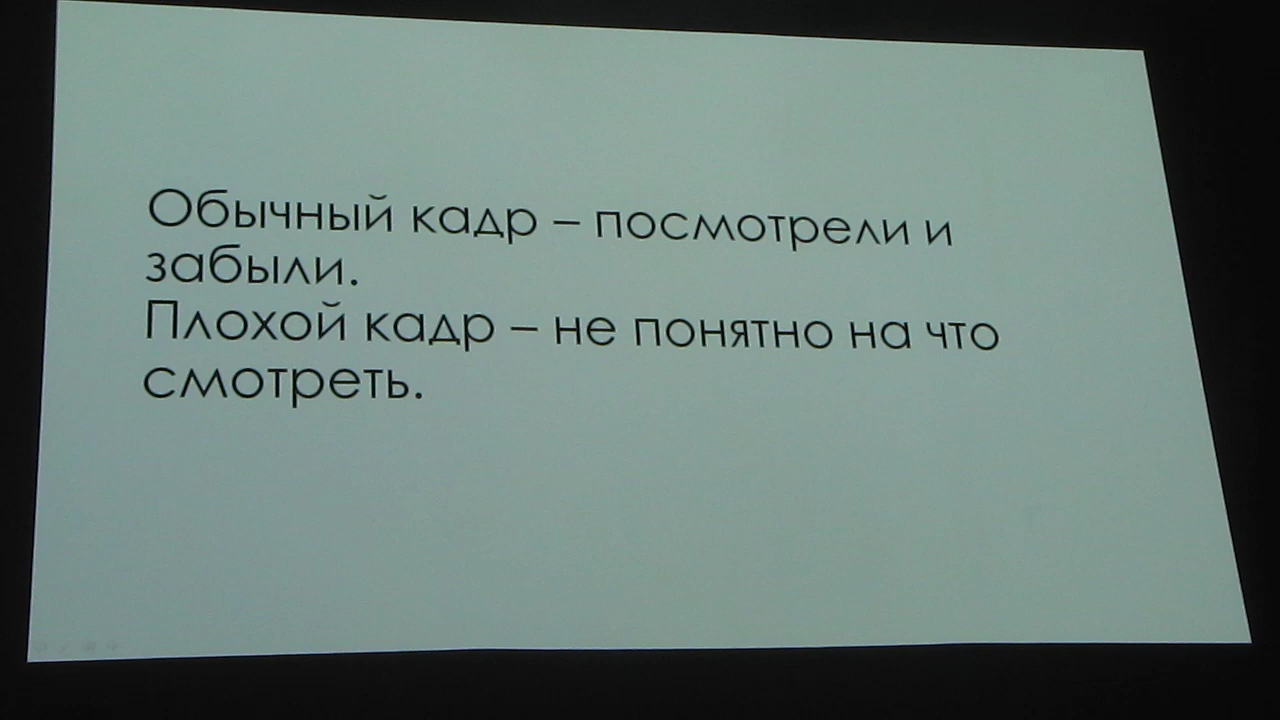 Обычный кадр – посмотрели и
забыли.
Плохой кадр – не понятно на что
смотреть.